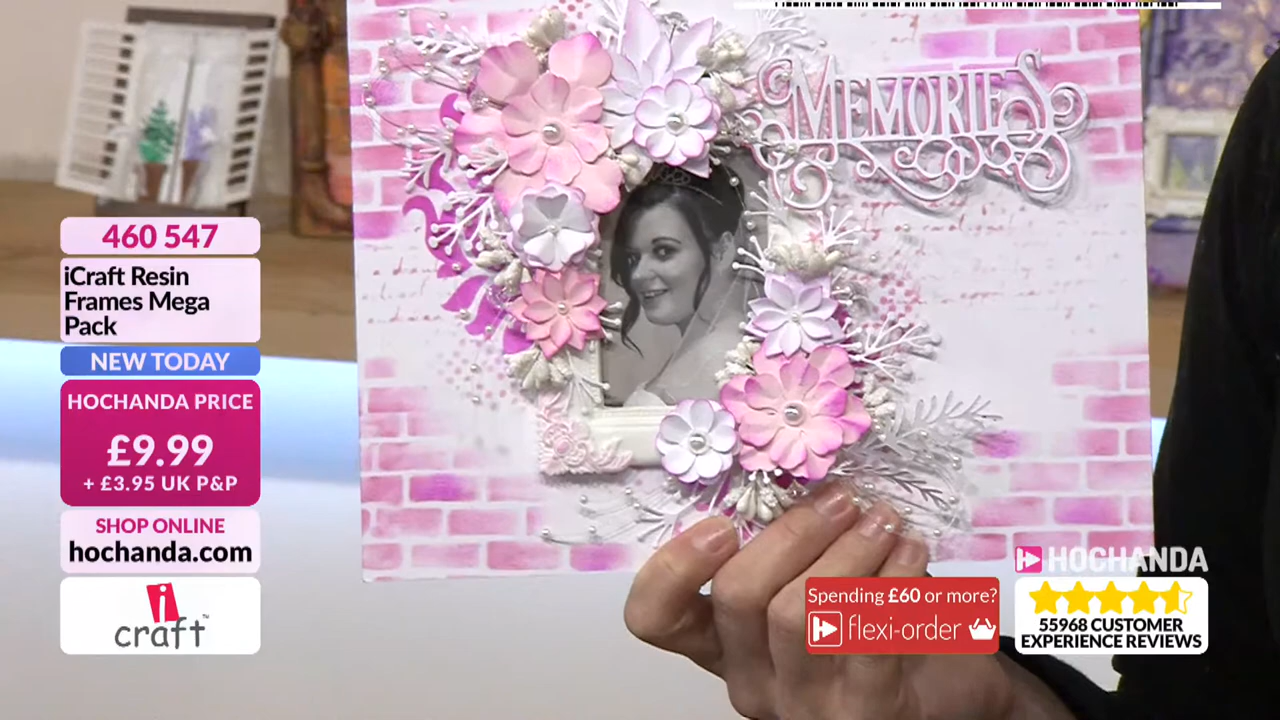 MEMORIES
460 547
iCraft Resin
Frames Mega
Pack
NEW TODAY
HOCHANDA PRICE
£9.99
+ £3.95 UK P&P
SHOP ONLINE
hochanda.com
i
craft™
HOCHANDA
Spending £60 or more?
flexi-order
55968 CUSTOMER
EXPERIENCE REVIEWS